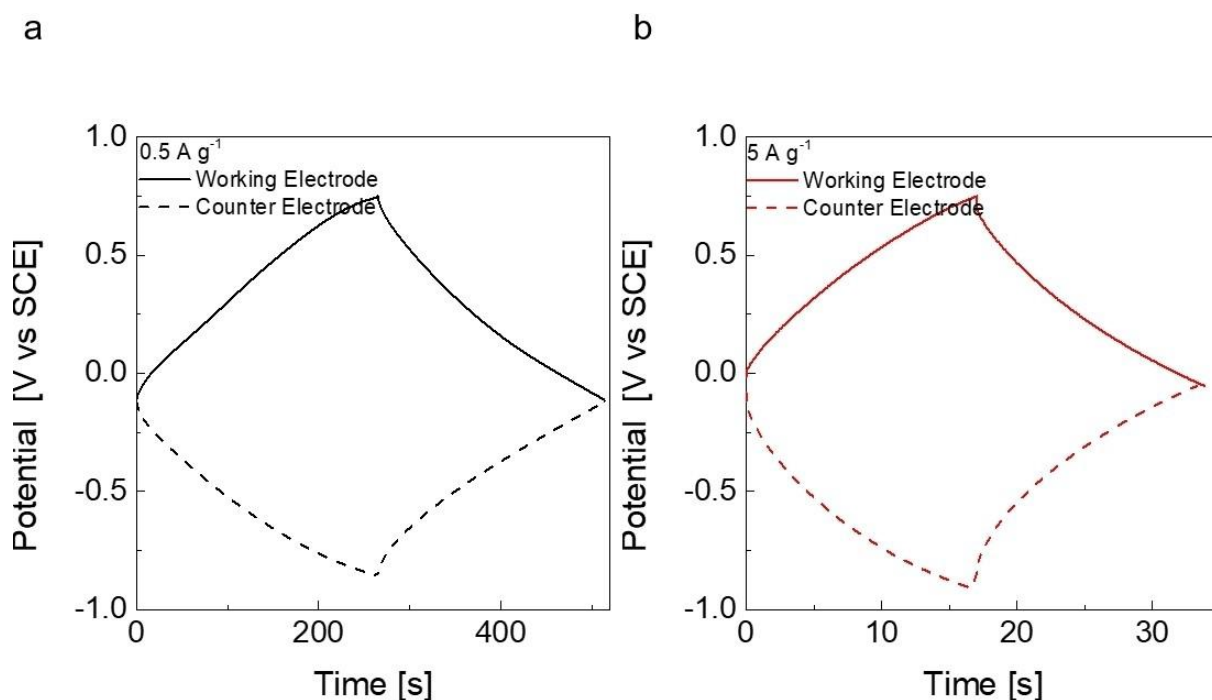 a
1.0
0.5 A g⁻¹
Working Electrode
Counter Electrode
0.5
0.0
-0.5
-1.0
Potential [V vs SCE]
0
200
400
Time [s]
b
1.0
5 A g⁻¹
Working Electrode
Counter Electrode
0.5
0.0
-0.5
-1.0
Potential [V vs SCE]
0
10
20
30
Time [s]